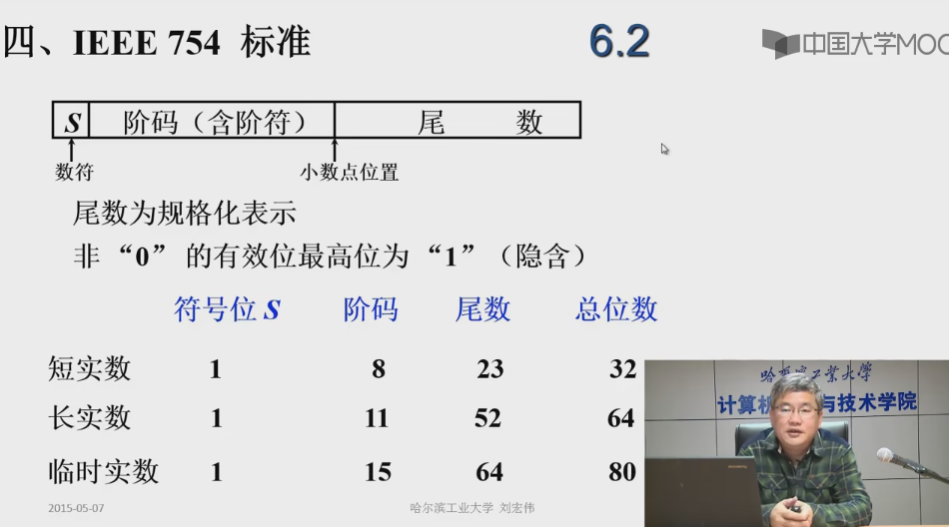 四、IEEE 754 标准
6.2
中国大学MOO
S 阶码（含阶符） 尾 数
数符 小数点位置
尾数为规格化表示
非“0”的有效位最高位为“1”（隐含）
符号位 S 阶码 尾数 总位数
短实数 1 8 23 32
长实数 1 11 52 64
临时实数 1 15 64 80
哈尔滨工业大学
计算机 与技术学院
2015-05-07 哈尔滨工业大学 刘宏伟